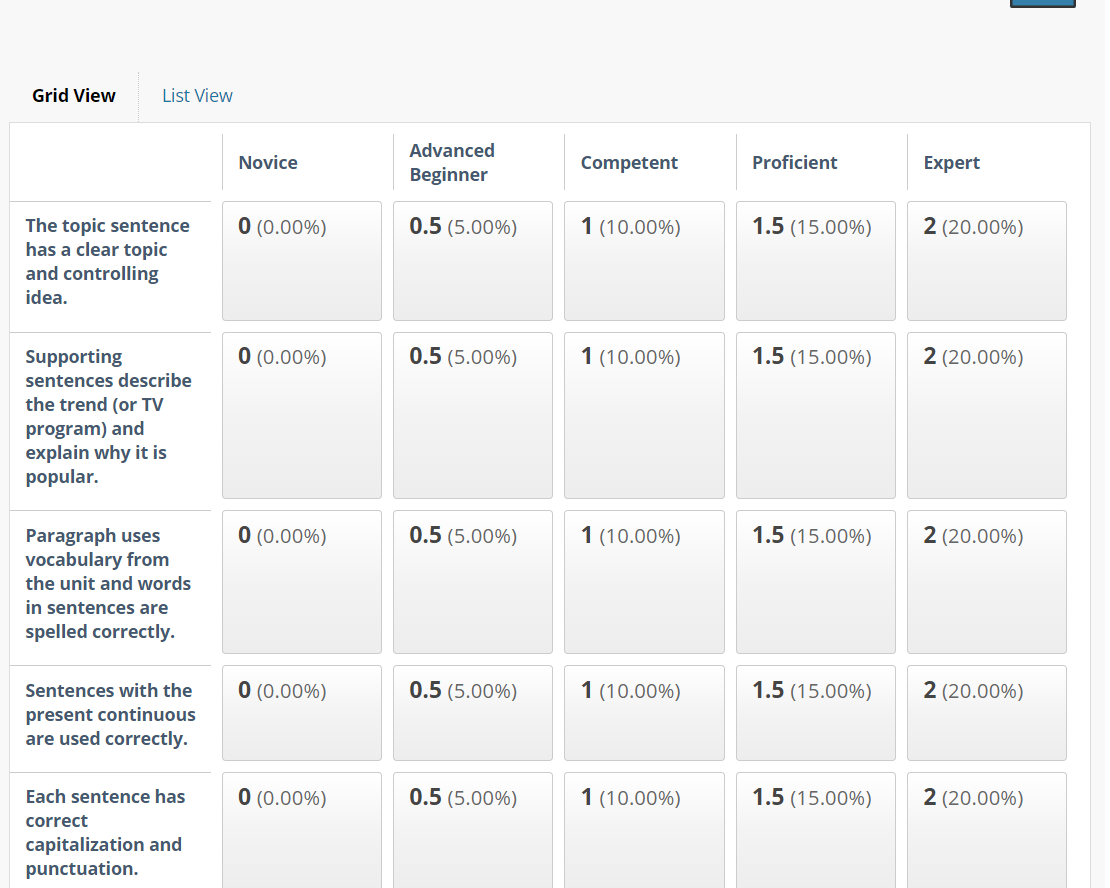 Grid View
List View
Novice
Advanced
Beginner
Competent
Proficient
Expert
The topic sentence
has a clear topic
and controlling
idea.
0 (0.00%)
0.5 (5.00%)
1 (10.00%)
1.5 (15.00%)
2 (20.00%)
Supporting
sentences describe
the trend (or TV
program) and
explain why it is
popular.
0 (0.00%)
0.5 (5.00%)
1 (10.00%)
1.5 (15.00%)
2 (20.00%)
Paragraph uses
vocabulary from
the unit and words
in sentences are
spelled correctly.
0 (0.00%)
0.5 (5.00%)
1 (10.00%)
1.5 (15.00%)
2 (20.00%)
Sentences with the
present continuous
are used correctly.
0 (0.00%)
0.5 (5.00%)
1 (10.00%)
1.5 (15.00%)
2 (20.00%)
Each sentence has
correct
capitalization and
punctuation.
0 (0.00%)
0.5 (5.00%)
1 (10.00%)
1.5 (15.00%)
2 (20.00%)